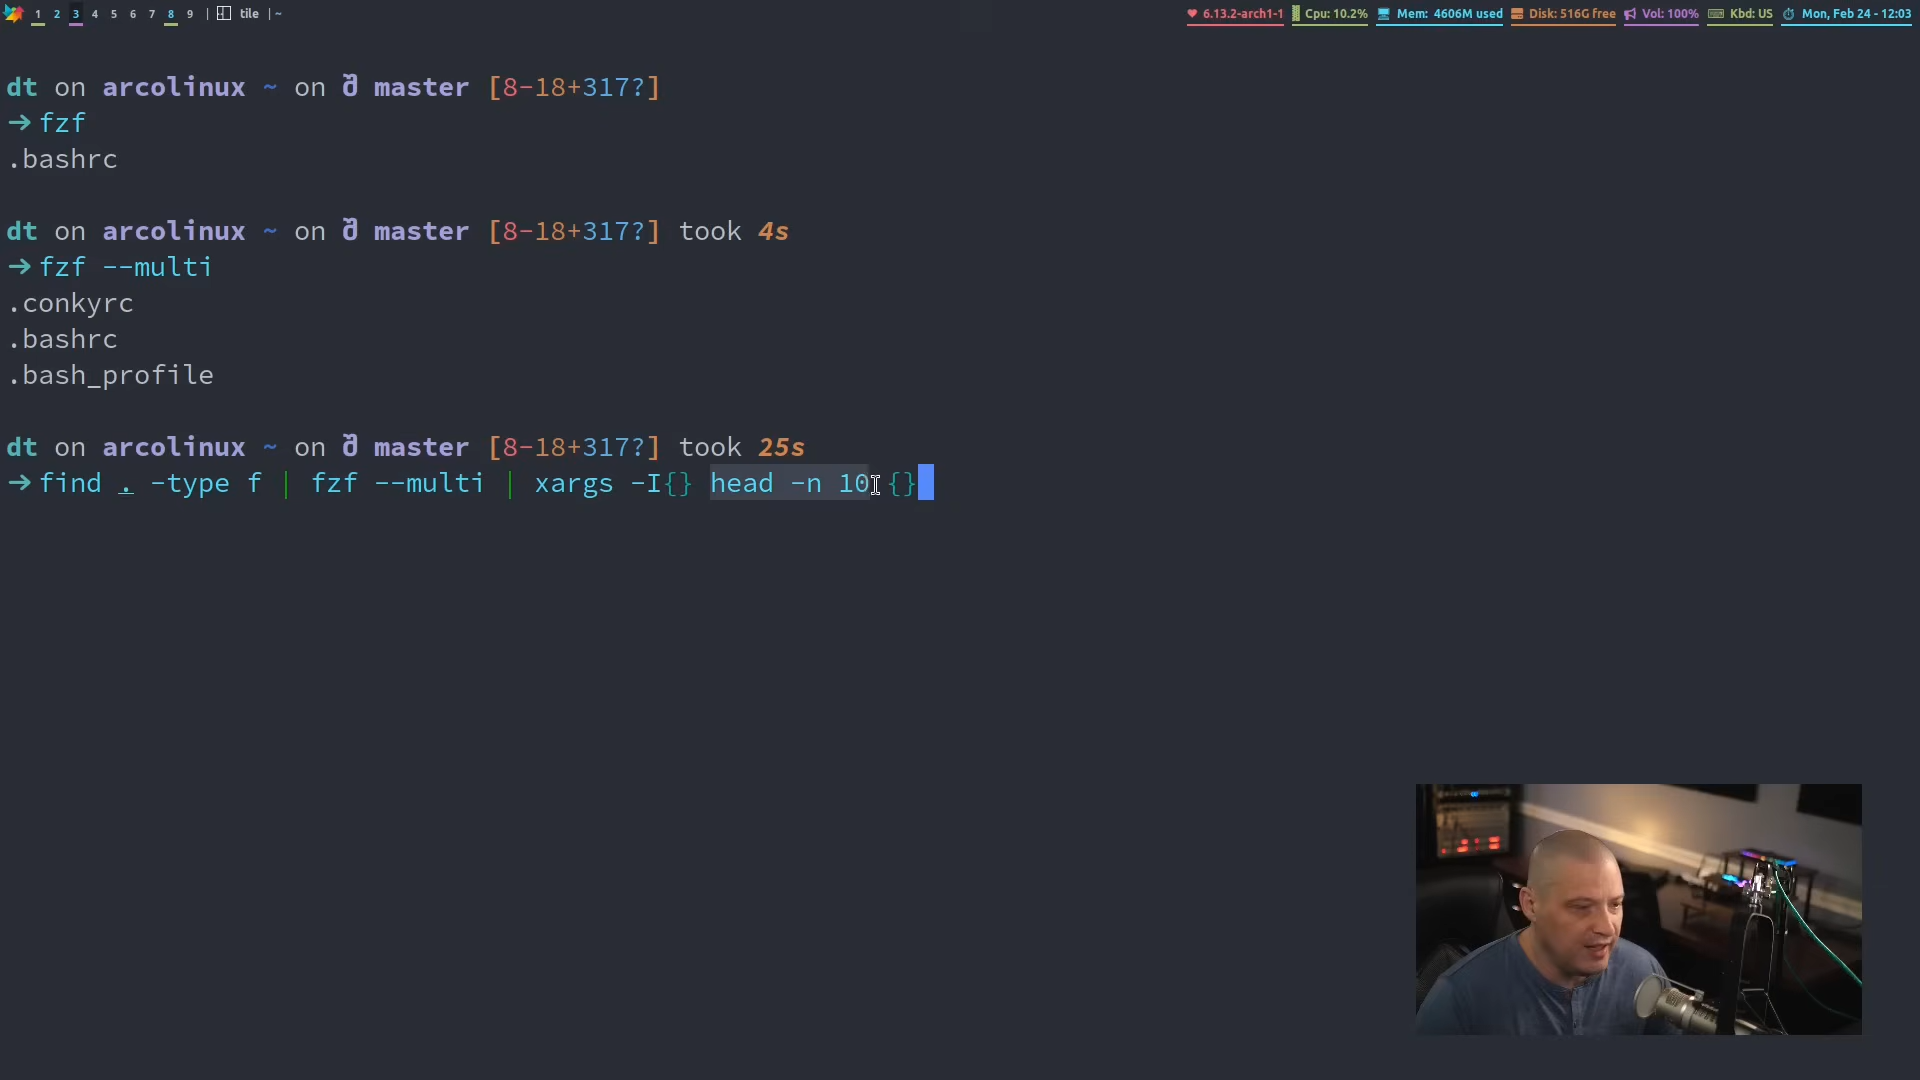 1 2 3 4 5 6 7 8 9 | tile | ~ 6.13.2-arch1-1 Cpu: 10.2% Mem: 4606M used Disk: 516G free Vol: 100% Kbd: US Mon, Feb 24 - 12:03
dt on arcolinux ~ on master [8-18+317?]
→ fzf
.bashrc
dt on arcolinux ~ on master [8-18+317?] took 4s
→ fzf --multi
.conkyrc
.bashrc
.bash_profile
dt on arcolinux ~ on master [8-18+317?] took 25s
→ find . -type f | fzf --multi | xargs -I{} head -n 10 {}